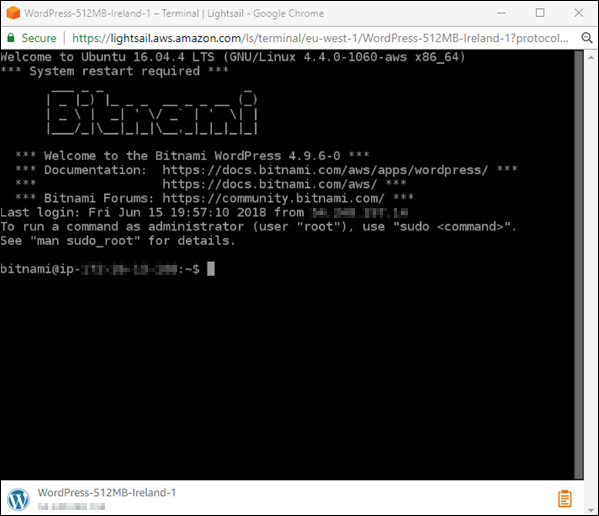 WordPress-512MB-Ireland-1 – Terminal | Lightsail - Google Chrome
Secure https://lightsail.aws.amazon.com/ls/terminal/eu-west-1/WordPress-512MB-Ireland-1?protocol...
Welcome to Ubuntu 16.04.4 LTS (GNU/Linux 4.4.0-1060-aws x86_64)
*** System restart required ***
Bitnami
*** Welcome to the Bitnami WordPress 4.9.6-0 ***
*** Documentation: https://docs.bitnami.com/aws/apps/wordpress/ ***
*** https://docs.bitnami.com/aws/ ***
*** Bitnami Forums: https://community.bitnami.com/ ***
Last login: Fri Jun 15 19:57:10 2018 from
To run a command as administrator (user "root"), use "sudo <command>".
See "man sudo_root" for details.
bitnami@ip- :~$
WordPress-512MB-Ireland-1